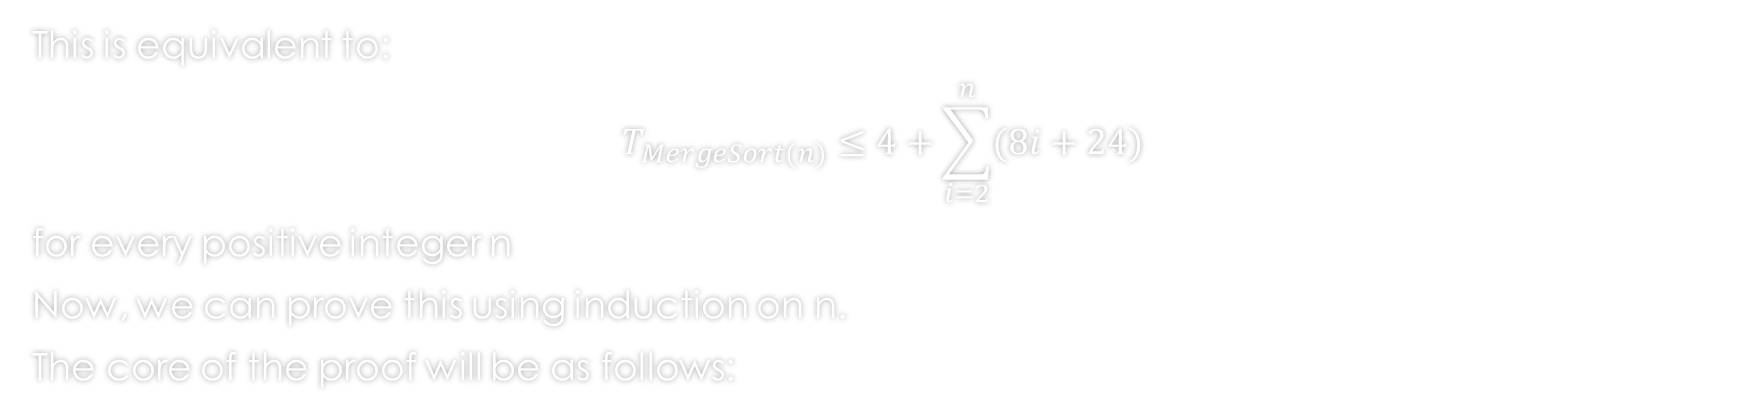 This is equivalent to:
T_{MergeSort(n)} ≤ 4 + \sum_{i=2}^{n} (8i + 24)
for every positive integer n
Now, we can prove this using induction on n.
The core of the proof will be as follows: